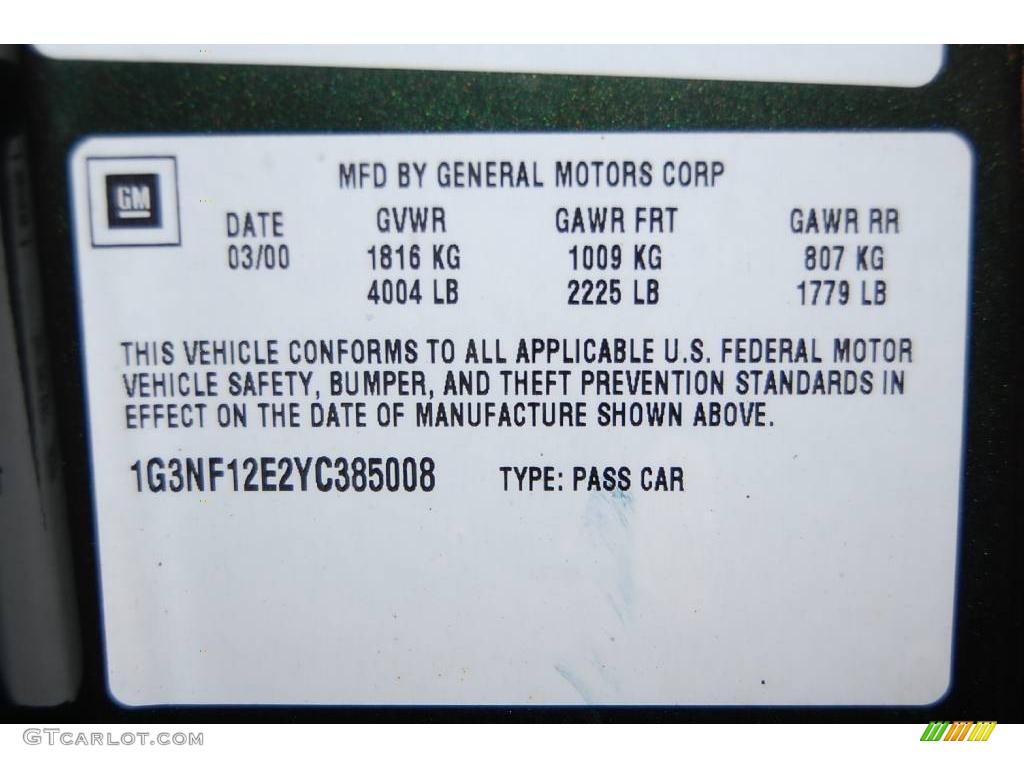 GM
MFD BY GENERAL MOTORS CORP
DATE GVWR GAWR FRT GAWR RR
03/00 1816 KG 1009 KG 807 KG
4004 LB 2225 LB 1779 LB
THIS VEHICLE CONFORMS TO ALL APPLICABLE U.S. FEDERAL MOTOR
VEHICLE SAFETY, BUMPER, AND THEFT PREVENTION STANDARDS IN
EFFECT ON THE DATE OF MANUFACTURE SHOWN ABOVE.
1G3NF12E2YC385008 TYPE: PASS CAR
GTCARLOT.COM